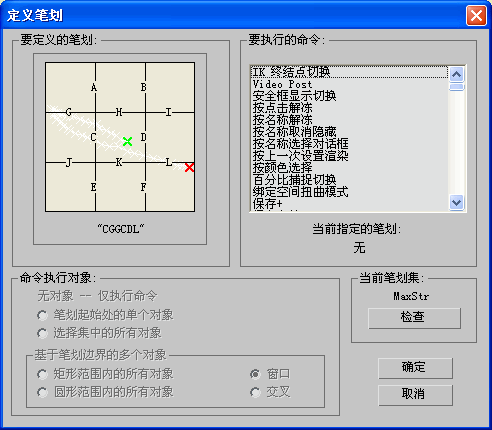 定义笔划
要定义的笔划:
A B
G H I
C D
J K L
E F
"CGGCDL"
要执行的命令:
IK 终结点切换
Video Post
安全框显示切换
按点击解冻
按名称解冻
按名称取消隐藏
按名称选择对话框
按上一次设置渲染
按颜色选择
百分比捕捉切换
绑定空间扭曲模式
保存+
当前指定的笔划:
无
命令执行对象:
无对象 -- 仅执行命令
笔划起始处的单个对象
选择集中的所有对象
基于笔划边界的多个对象
矩形范围内的所有对象
窗口
圆形范围内的所有对象
交叉
当前笔划集:
MaxStr
检查
确定
取消